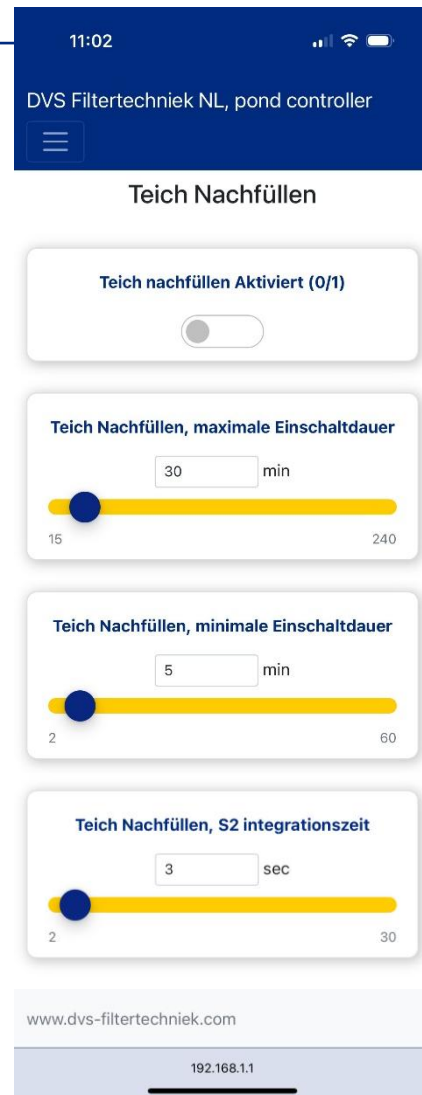 11:02
DVS Filtertechniek NL, pond controller
Teich Nachfüllen
Teich nachfüllen Aktiviert (0/1)
Teich Nachfüllen, maximale Einschaltdauer
30 min
15 240
Teich Nachfüllen, minimale Einschaltdauer
5 min
2 60
Teich Nachfüllen, S2 integrationszeit
3 sec
2 30
www.dvs-filtertechniek.com
192.168.1.1